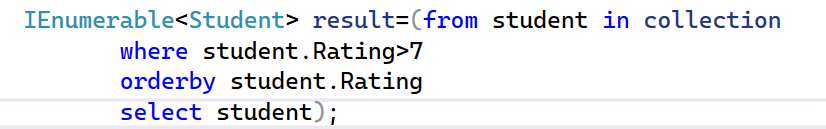 IEnumerable<Student> result=(from student in collection
where student.Rating>7
orderby student.Rating
select student);